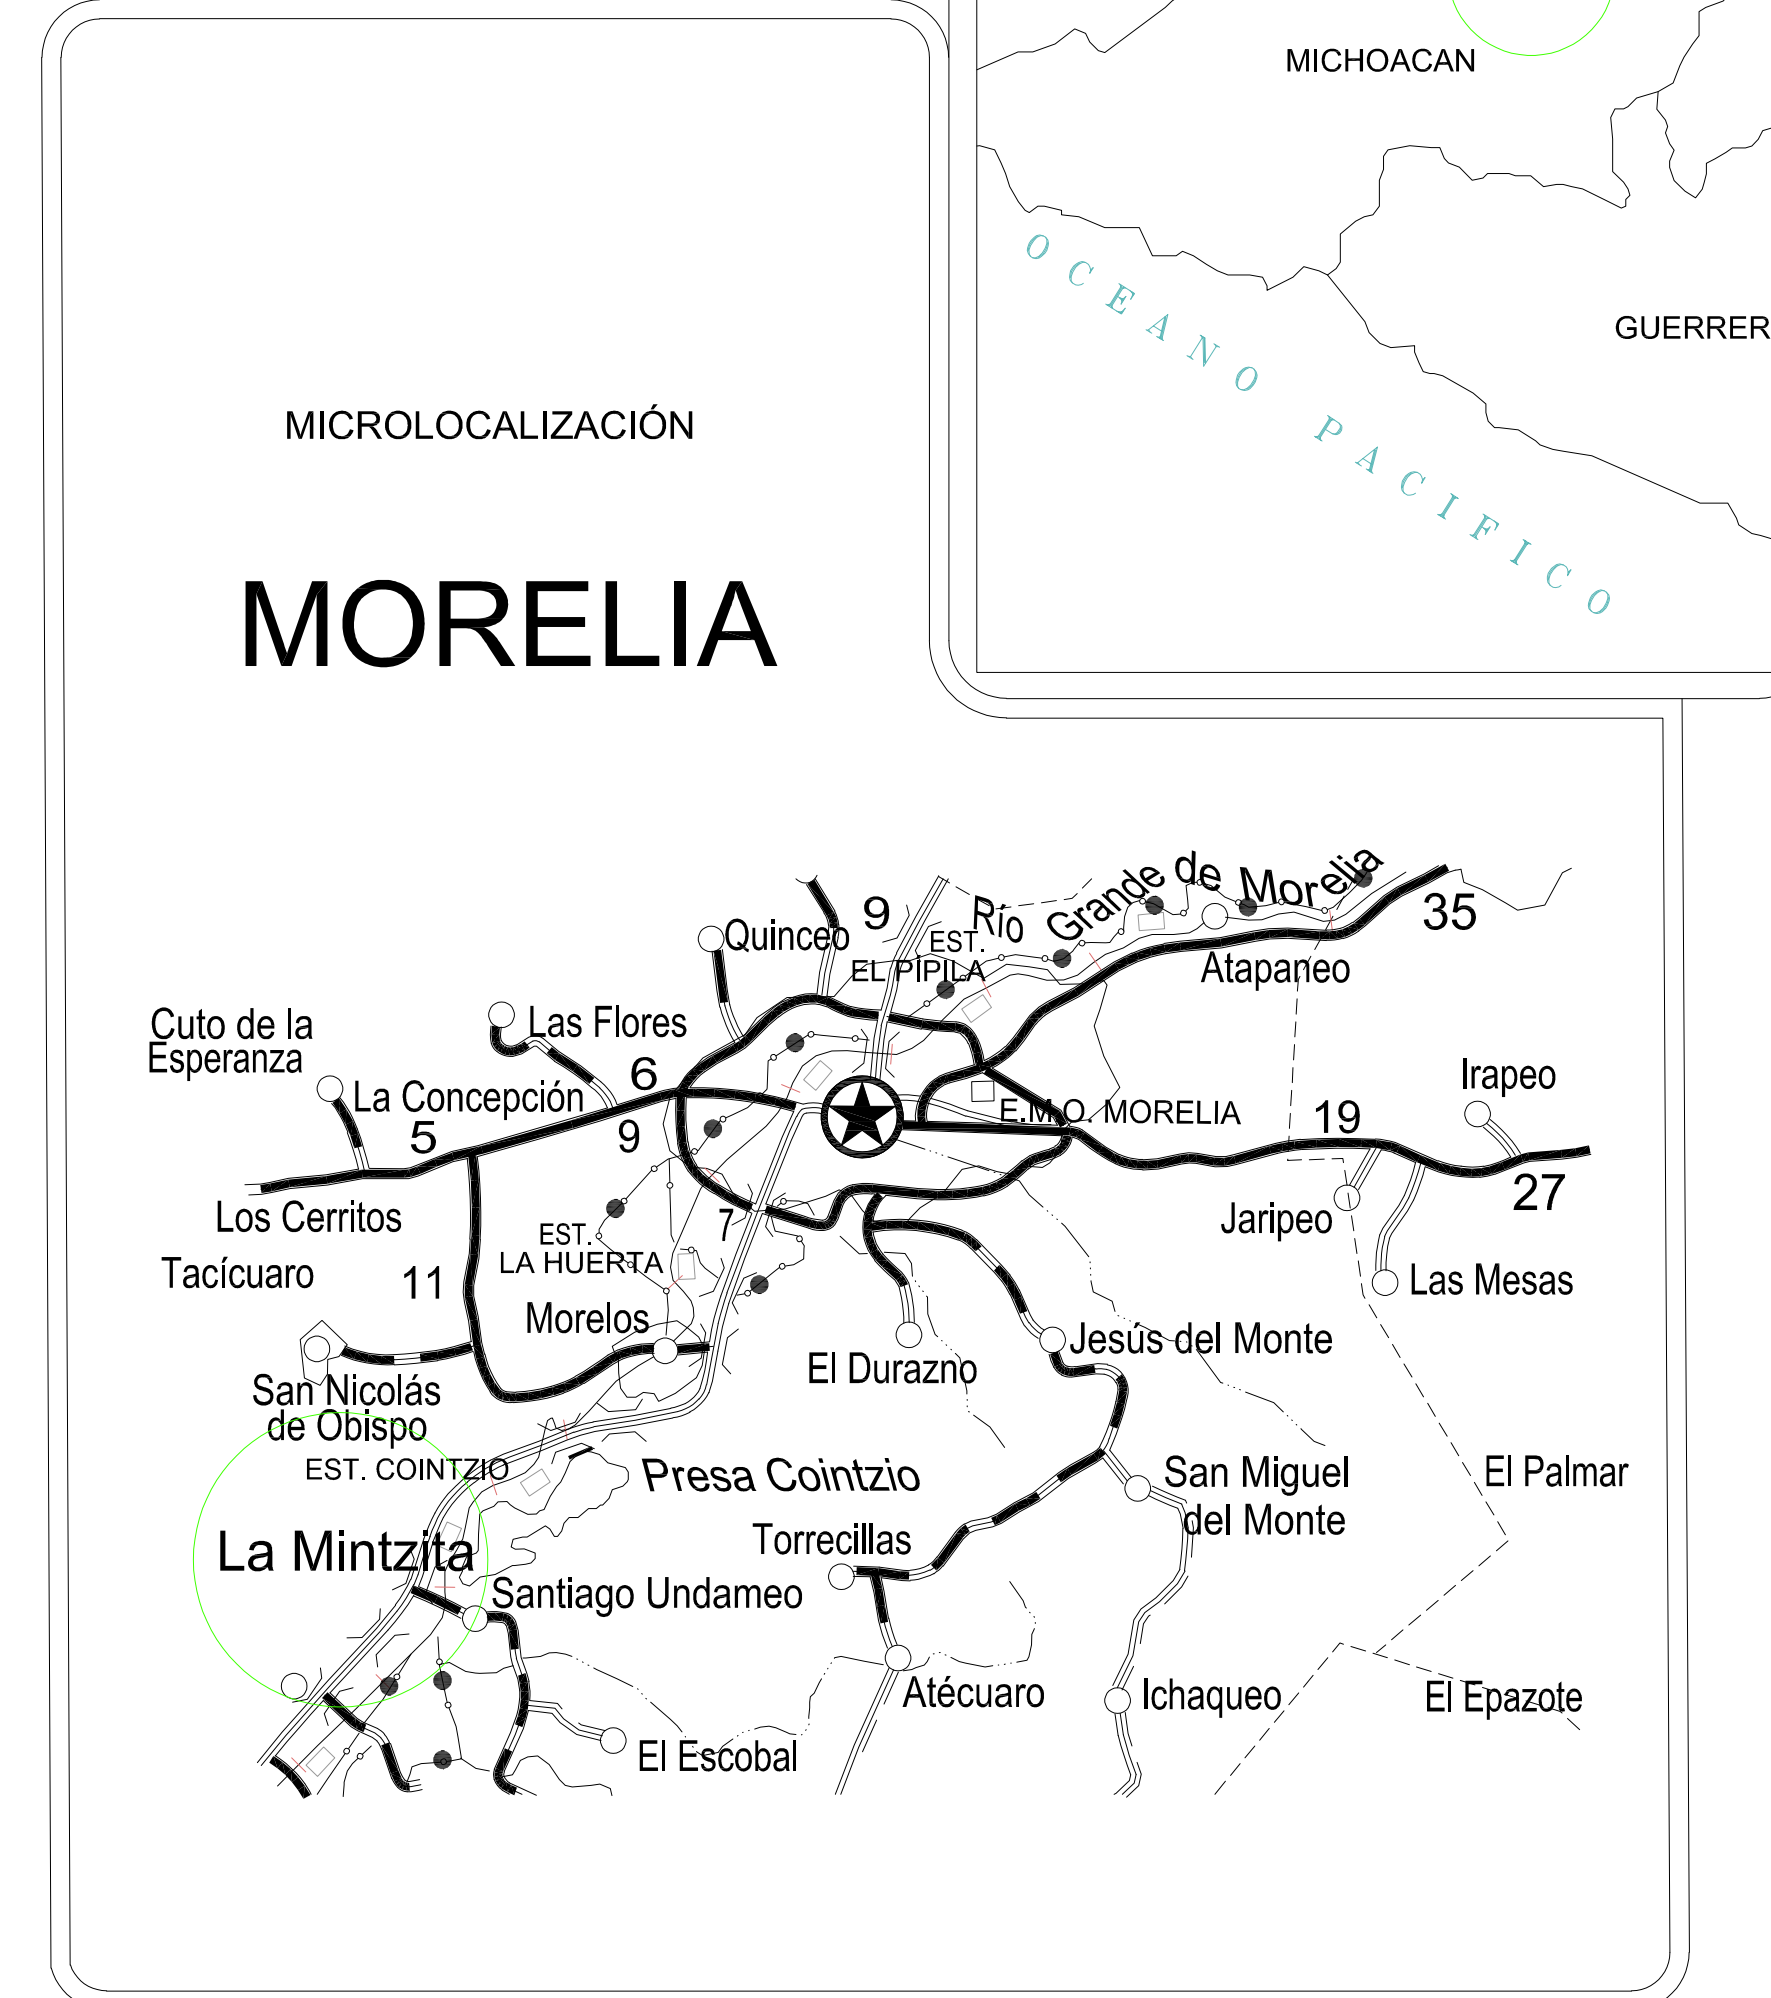 MICHOACAN
GUERRER
OCEANO PACIFICO
MICROLOCALIZACIÓN
MORELIA
Río Grande de Morelia
9
35
Quinceo
EST.
EL PÍPILA
Atapaneo
Cuto de la
Esperanza
Las Flores
6
La Concepción
5
9
E.M.O. MORELIA
19
Irapeo
27
Los Cerritos
7
Jaripeo
EST.
LA HUERTA
Tacícuaro
11
Las Mesas
Morelos
Jesús del Monte
El Durazno
San Nicolás
de Obispo
EST. COINTZIO
Presa Cointzio
San Miguel
del Monte
El Palmar
La Mintzita
Torrecillas
Santiago Undameo
Atécuaro
Ichaqueo
El Epazote
El Escobal